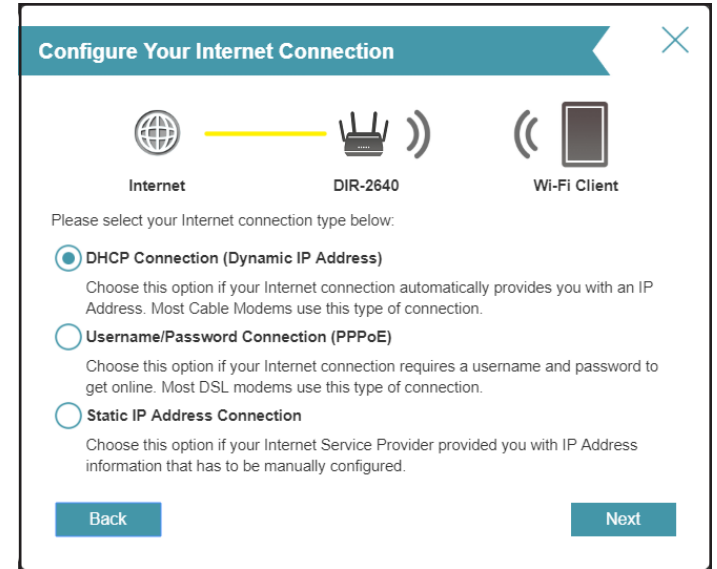 Configure Your Internet Connection
Internet
DIR-2640
Wi-Fi Client
Please select your Internet connection type below:
DHCP Connection (Dynamic IP Address)
Choose this option if your Internet connection automatically provides you with an IP
Address. Most Cable Modems use this type of connection.
Username/Password Connection (PPPoE)
Choose this option if your Internet connection requires a username and password to
get online. Most DSL modems use this type of connection.
Static IP Address Connection
Choose this option if your Internet Service Provider provided you with IP Address
information that has to be manually configured.
Back
Next